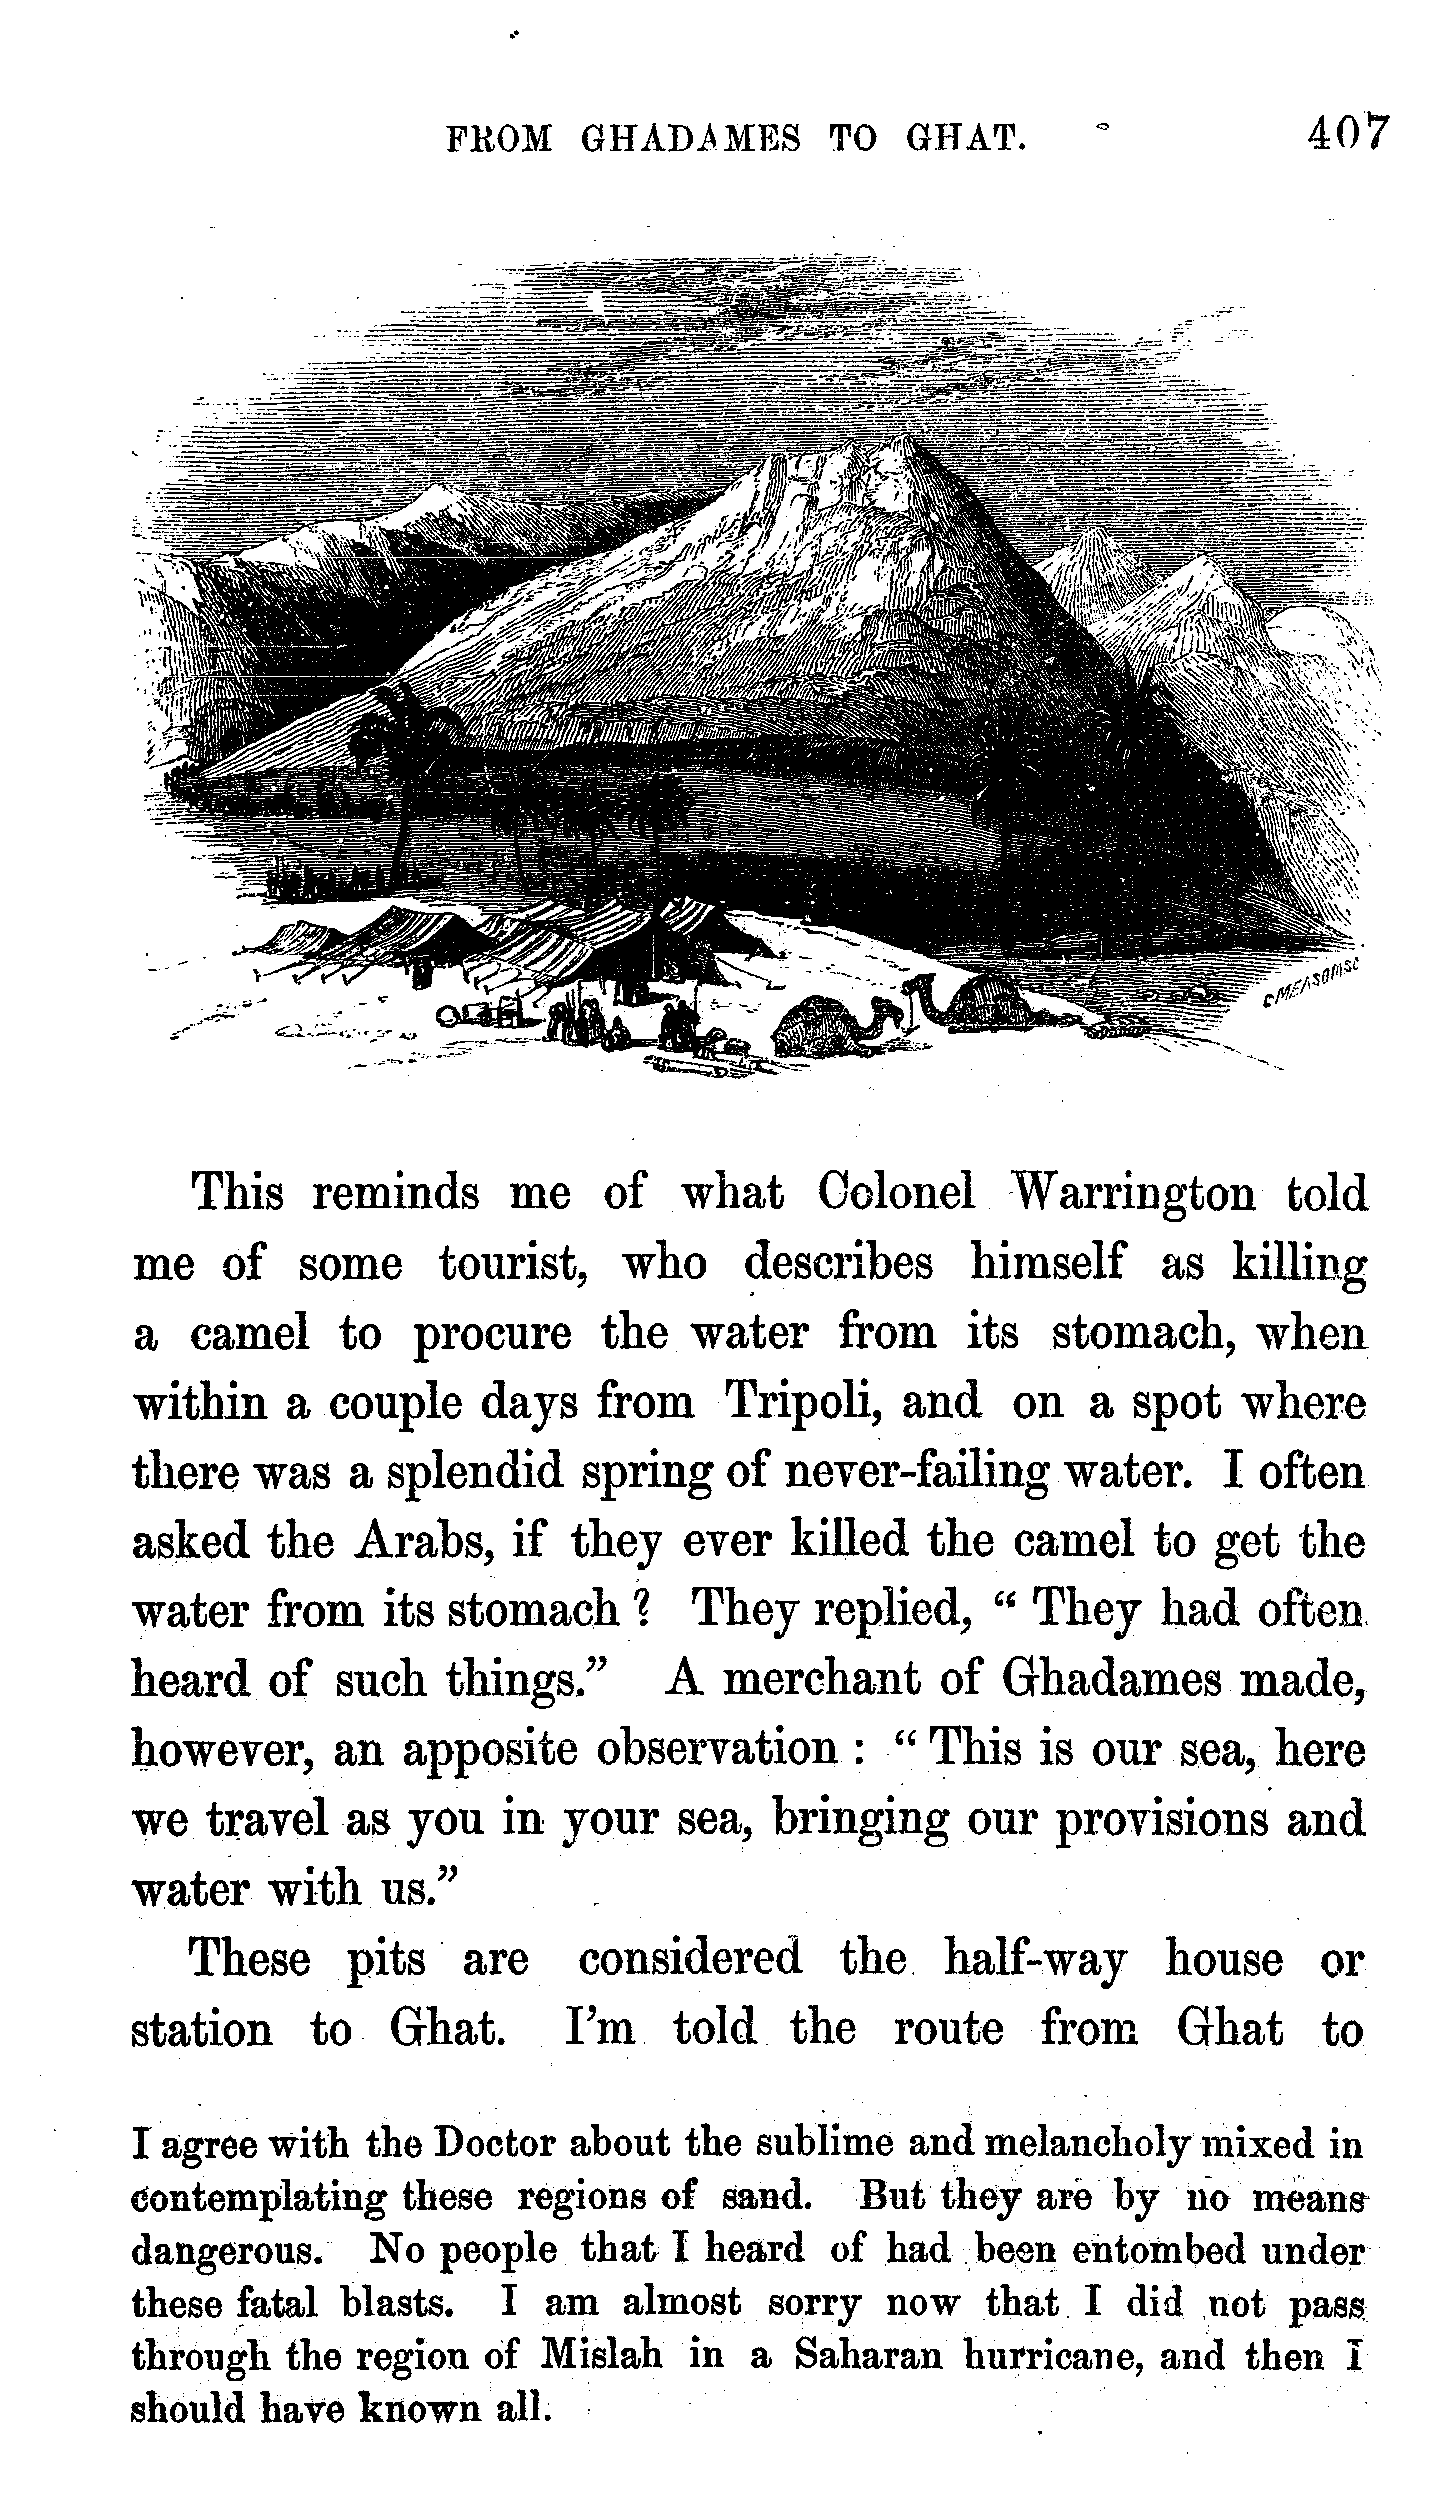 FROM GHADAMES TO GHAT. 407
C MEASOM SC
This reminds me of what Colonel Warrington told
me of some tourist, who describes himself as killing
a camel to procure the water from its stomach, when
within a couple days from Tripoli, and on a spot where
there was a splendid spring of never-failing water. I often
asked the Arabs, if they ever killed the camel to get the
water from its stomach? They replied, “ They had often
heard of such things.” A merchant of Ghadames made,
however, an apposite observation : “ This is our sea, here
we travel as you in your sea, bringing our provisions and
water with us.”
These pits are considered the half-way house or
station to Ghat. I'm told the route from Ghat to
I agree with the Doctor about the sublime and melancholy mixed in
contemplating these regions of sand. But they are by no means
dangerous. No people that I heard of had been entombed under
these fatal blasts. I am almost sorry now that I did not pass
through the region of Mislah in a Saharan hurricane, and then I
should have known all.